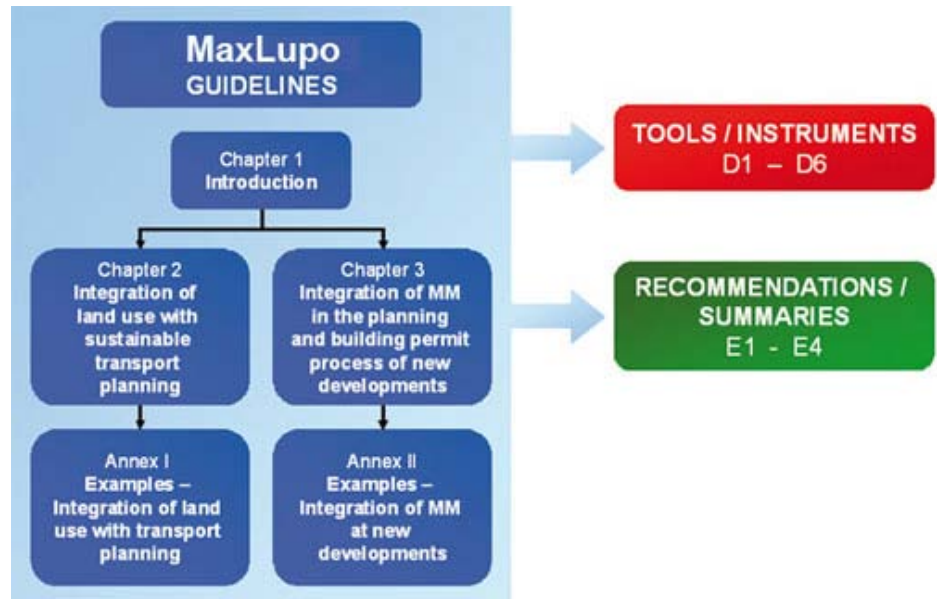 MaxLupo
GUIDELINES
Chapter 1
Introduction
Chapter 2
Integration of
land use with
sustainable
transport
planning
Chapter 3
Integration of MM
in the planning
and building permit
process of new
developments
Annex I
Examples –
Integration of land
use with transport
planning
Annex II
Examples –
Integration of MM
at new
developments
TOOLS / INSTRUMENTS
D1 – D6
RECOMMENDATIONS /
SUMMARIES
E1 - E4